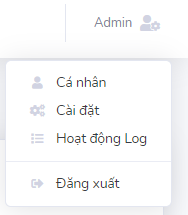 Admin
Cá nhân
Cài đặt
Hoạt động Log
Đăng xuất